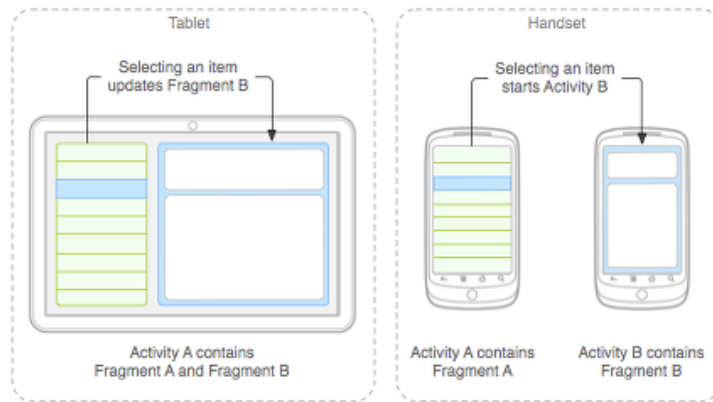 Tablet
Selecting an item
updates Fragment B
Activity A contains
Fragment A and Fragment B
Handset
Selecting an item
starts Activity B
Activity A contains
Fragment A
Activity B contains
Fragment B